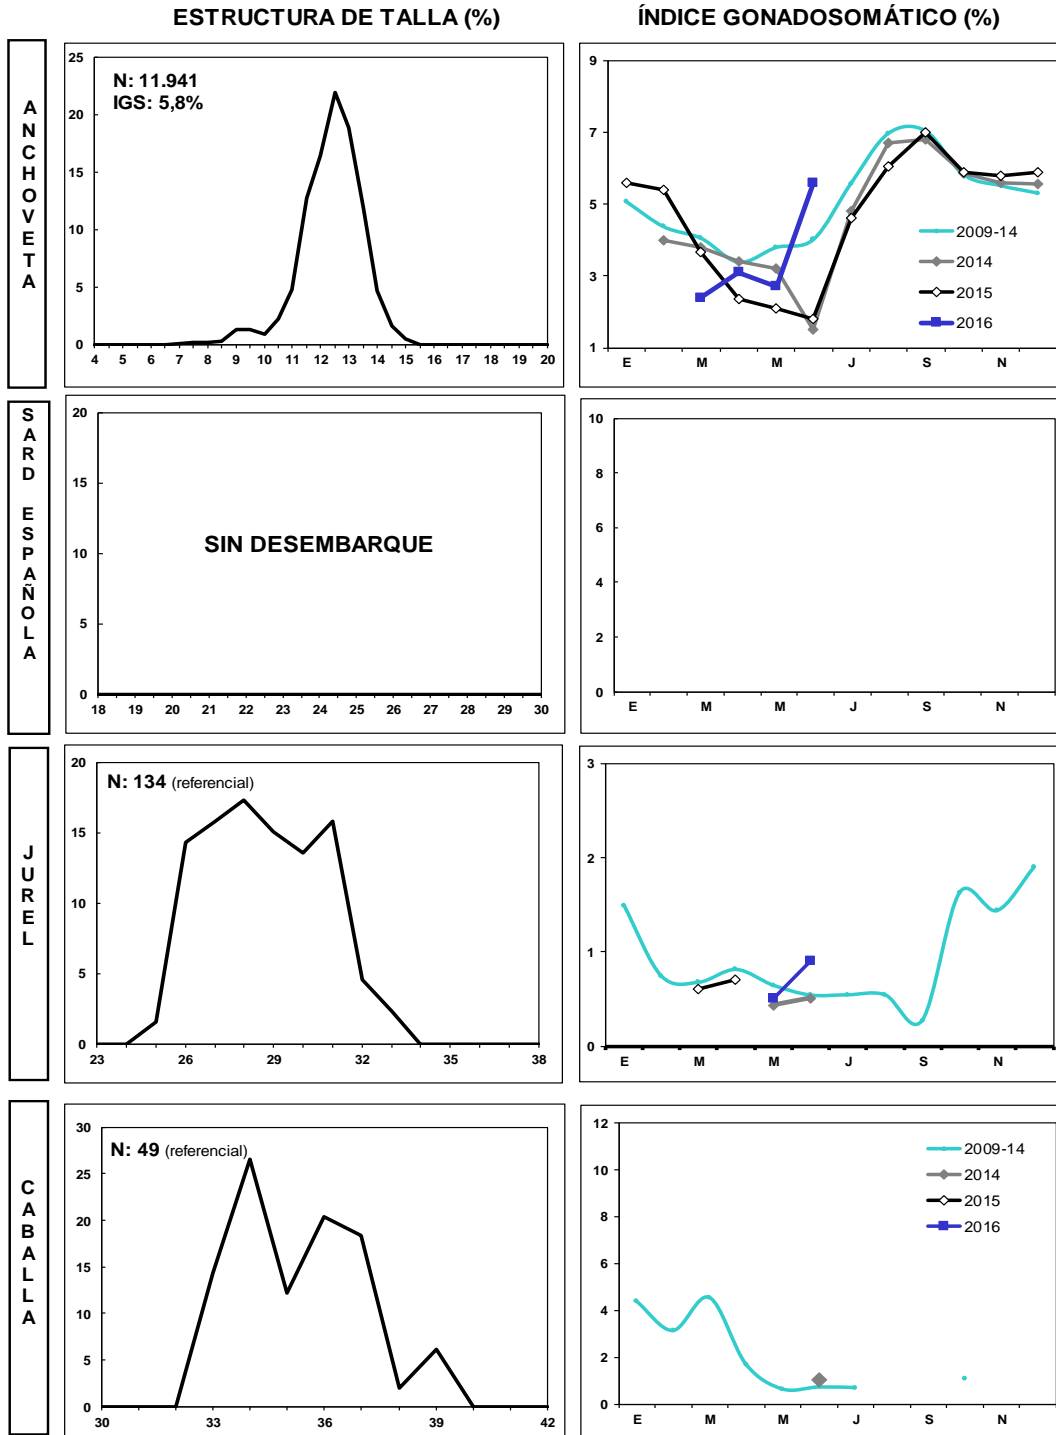 ESTRUCTURA DE TALLA (%)
ÍNDICE GONADOSOMÁTICO (%)
ANCHOVETA
N: 11.941
IGS: 5,8%
25
20
15
10
5
0
4 5 6 7 8 9 10 11 12 13 14 15 16 17 18 19 20
9
7
5
3
1
E M M J S N
2009-14
2014
2015
2016
SARD ESPAÑOLA
20
15
10
5
0
SIN DESEMBARQUE
18 19 20 21 22 23 24 25 26 27 28 29 30
10
8
6
4
2
0
E M M J S N
JUREL
N: 134 (referencial)
20
15
10
5
0
23 26 29 32 35 38
3
2
1
0
E M M J S N
CABALLA
N: 49 (referencial)
30
25
20
15
10
5
0
30 33 36 39 42
12
10
8
6
4
2
0
E M M J S N
2009-14
2014
2015
2016